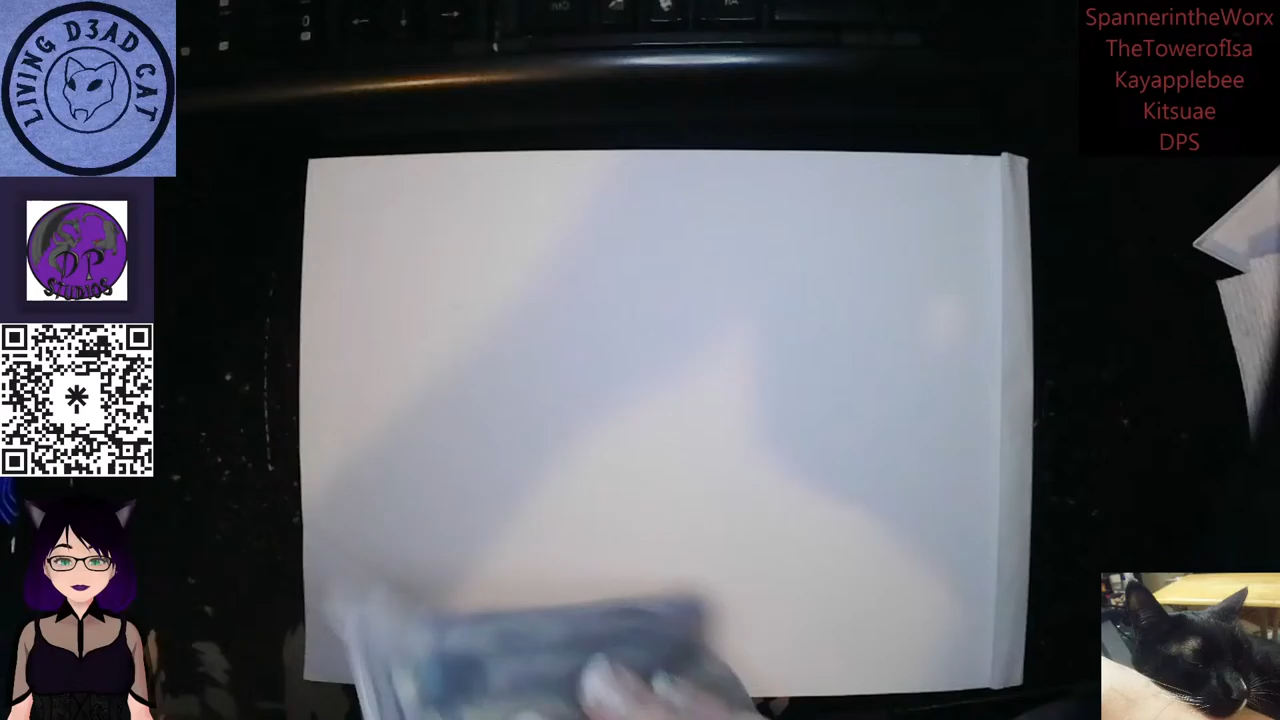 LIVING D3AD CAT
DP
STUDIOS
SpannerintheWorx
TheTowerofIsa
Kayapplebee
Kitsuae
DPS